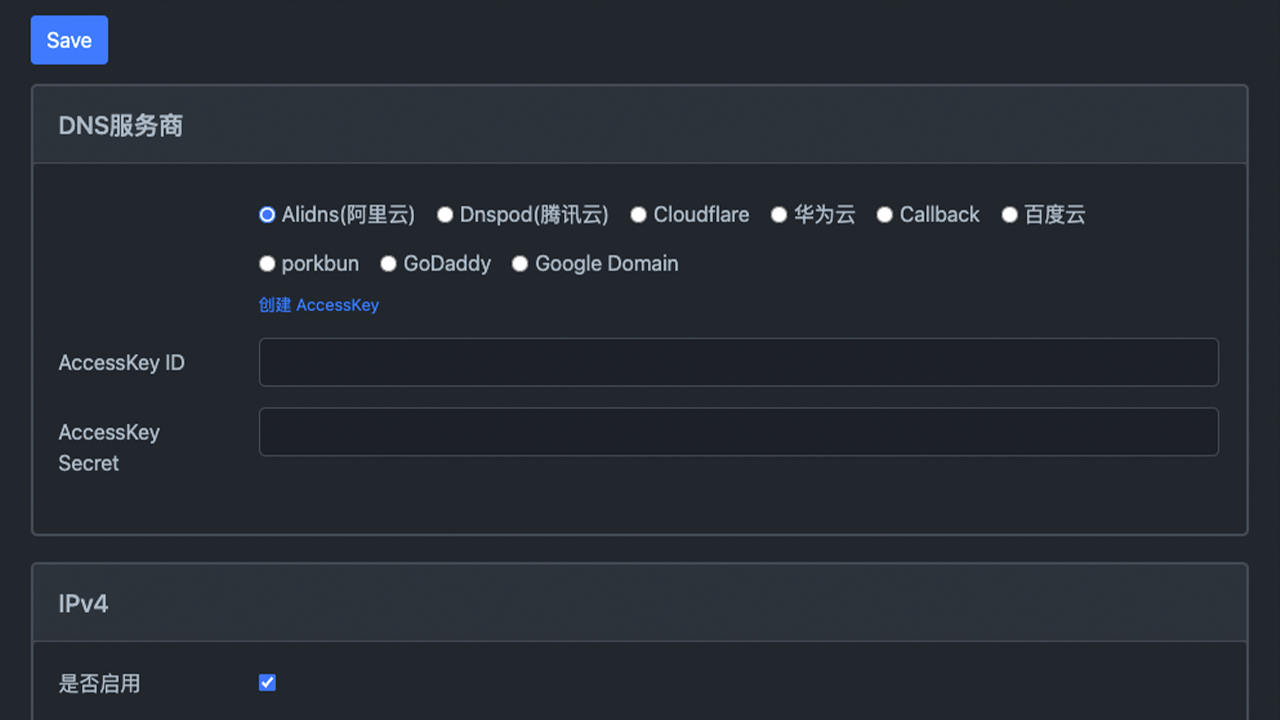 Save
DNS服务商
Alidns(阿里云) Dnspod(腾讯云) Cloudflare 华为云 Callback 百度云
porkbun GoDaddy Google Domain
创建 AccessKey
AccessKey ID
AccessKey
Secret
IPv4
是否启用